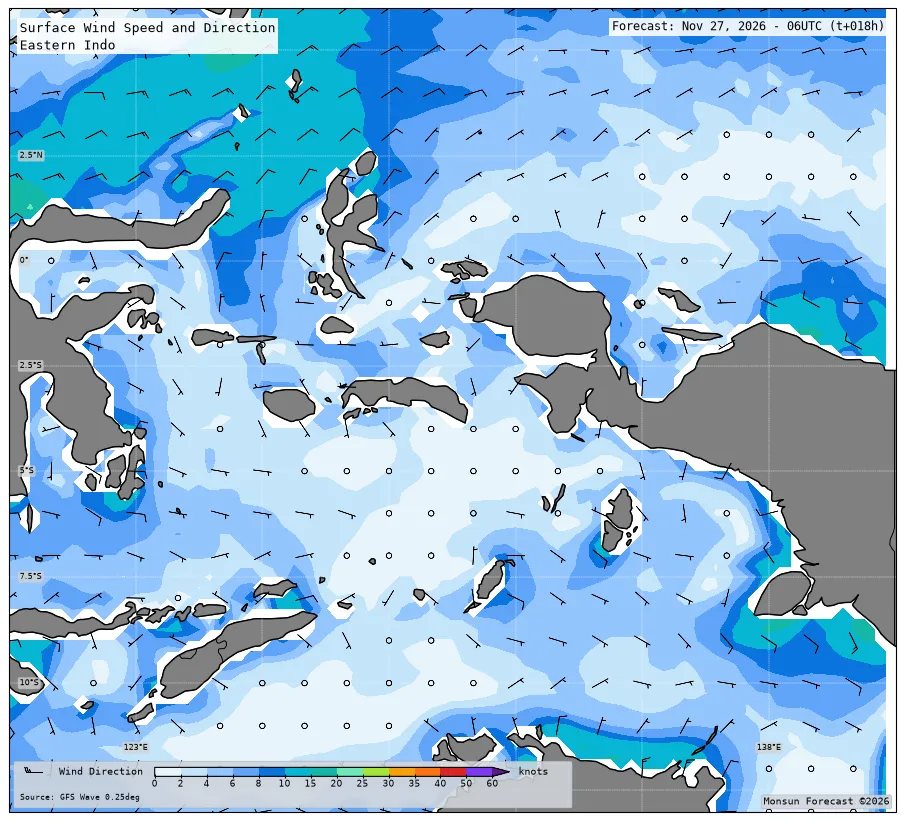 Surface Wind Speed and Direction
Eastern Indo
Forecast: Nov 27, 2026 - 06UTC (t+018h)
2.5°N
0°
2.5°S
5°S
7.5°S
10°S
123°E
138°E
Wind Direction
knots
0 2 4 6 8 10 15 20 25 30 35 40 50 60
Source: GFS Wave 0.25deg
Monsun Forecast ©2026